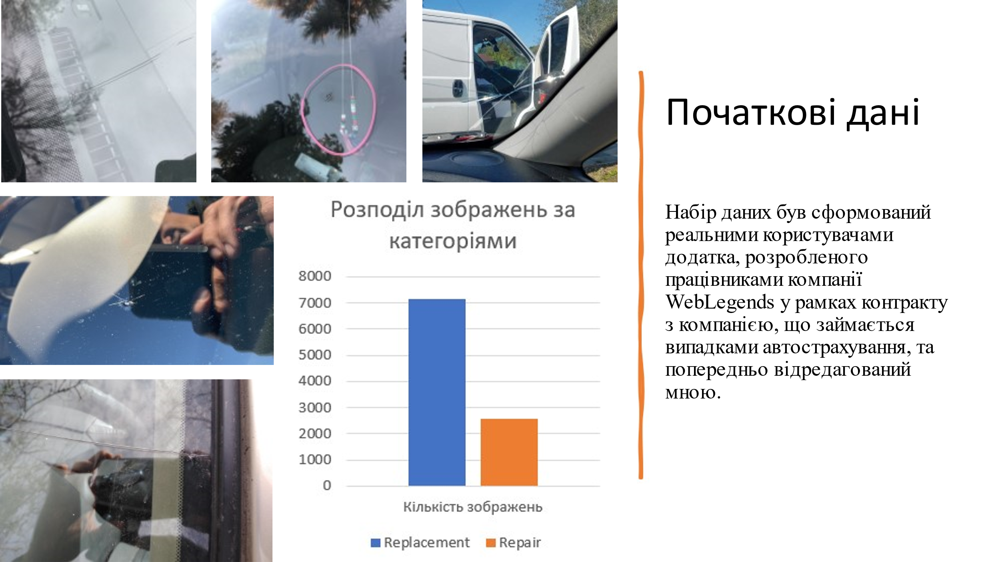 Початкові дані
Набір даних був сформований
реальними користувачами
додатка, розробленого
працівниками компанії
WebLegends у рамках контракту
з компанією, що займається
випадками автострахування, та
попередньо відредагований
мною.
Розподіл зображень за
категоріями
8000
7000
6000
5000
4000
3000
2000
1000
0
Кількість зображень
Replacement Repair